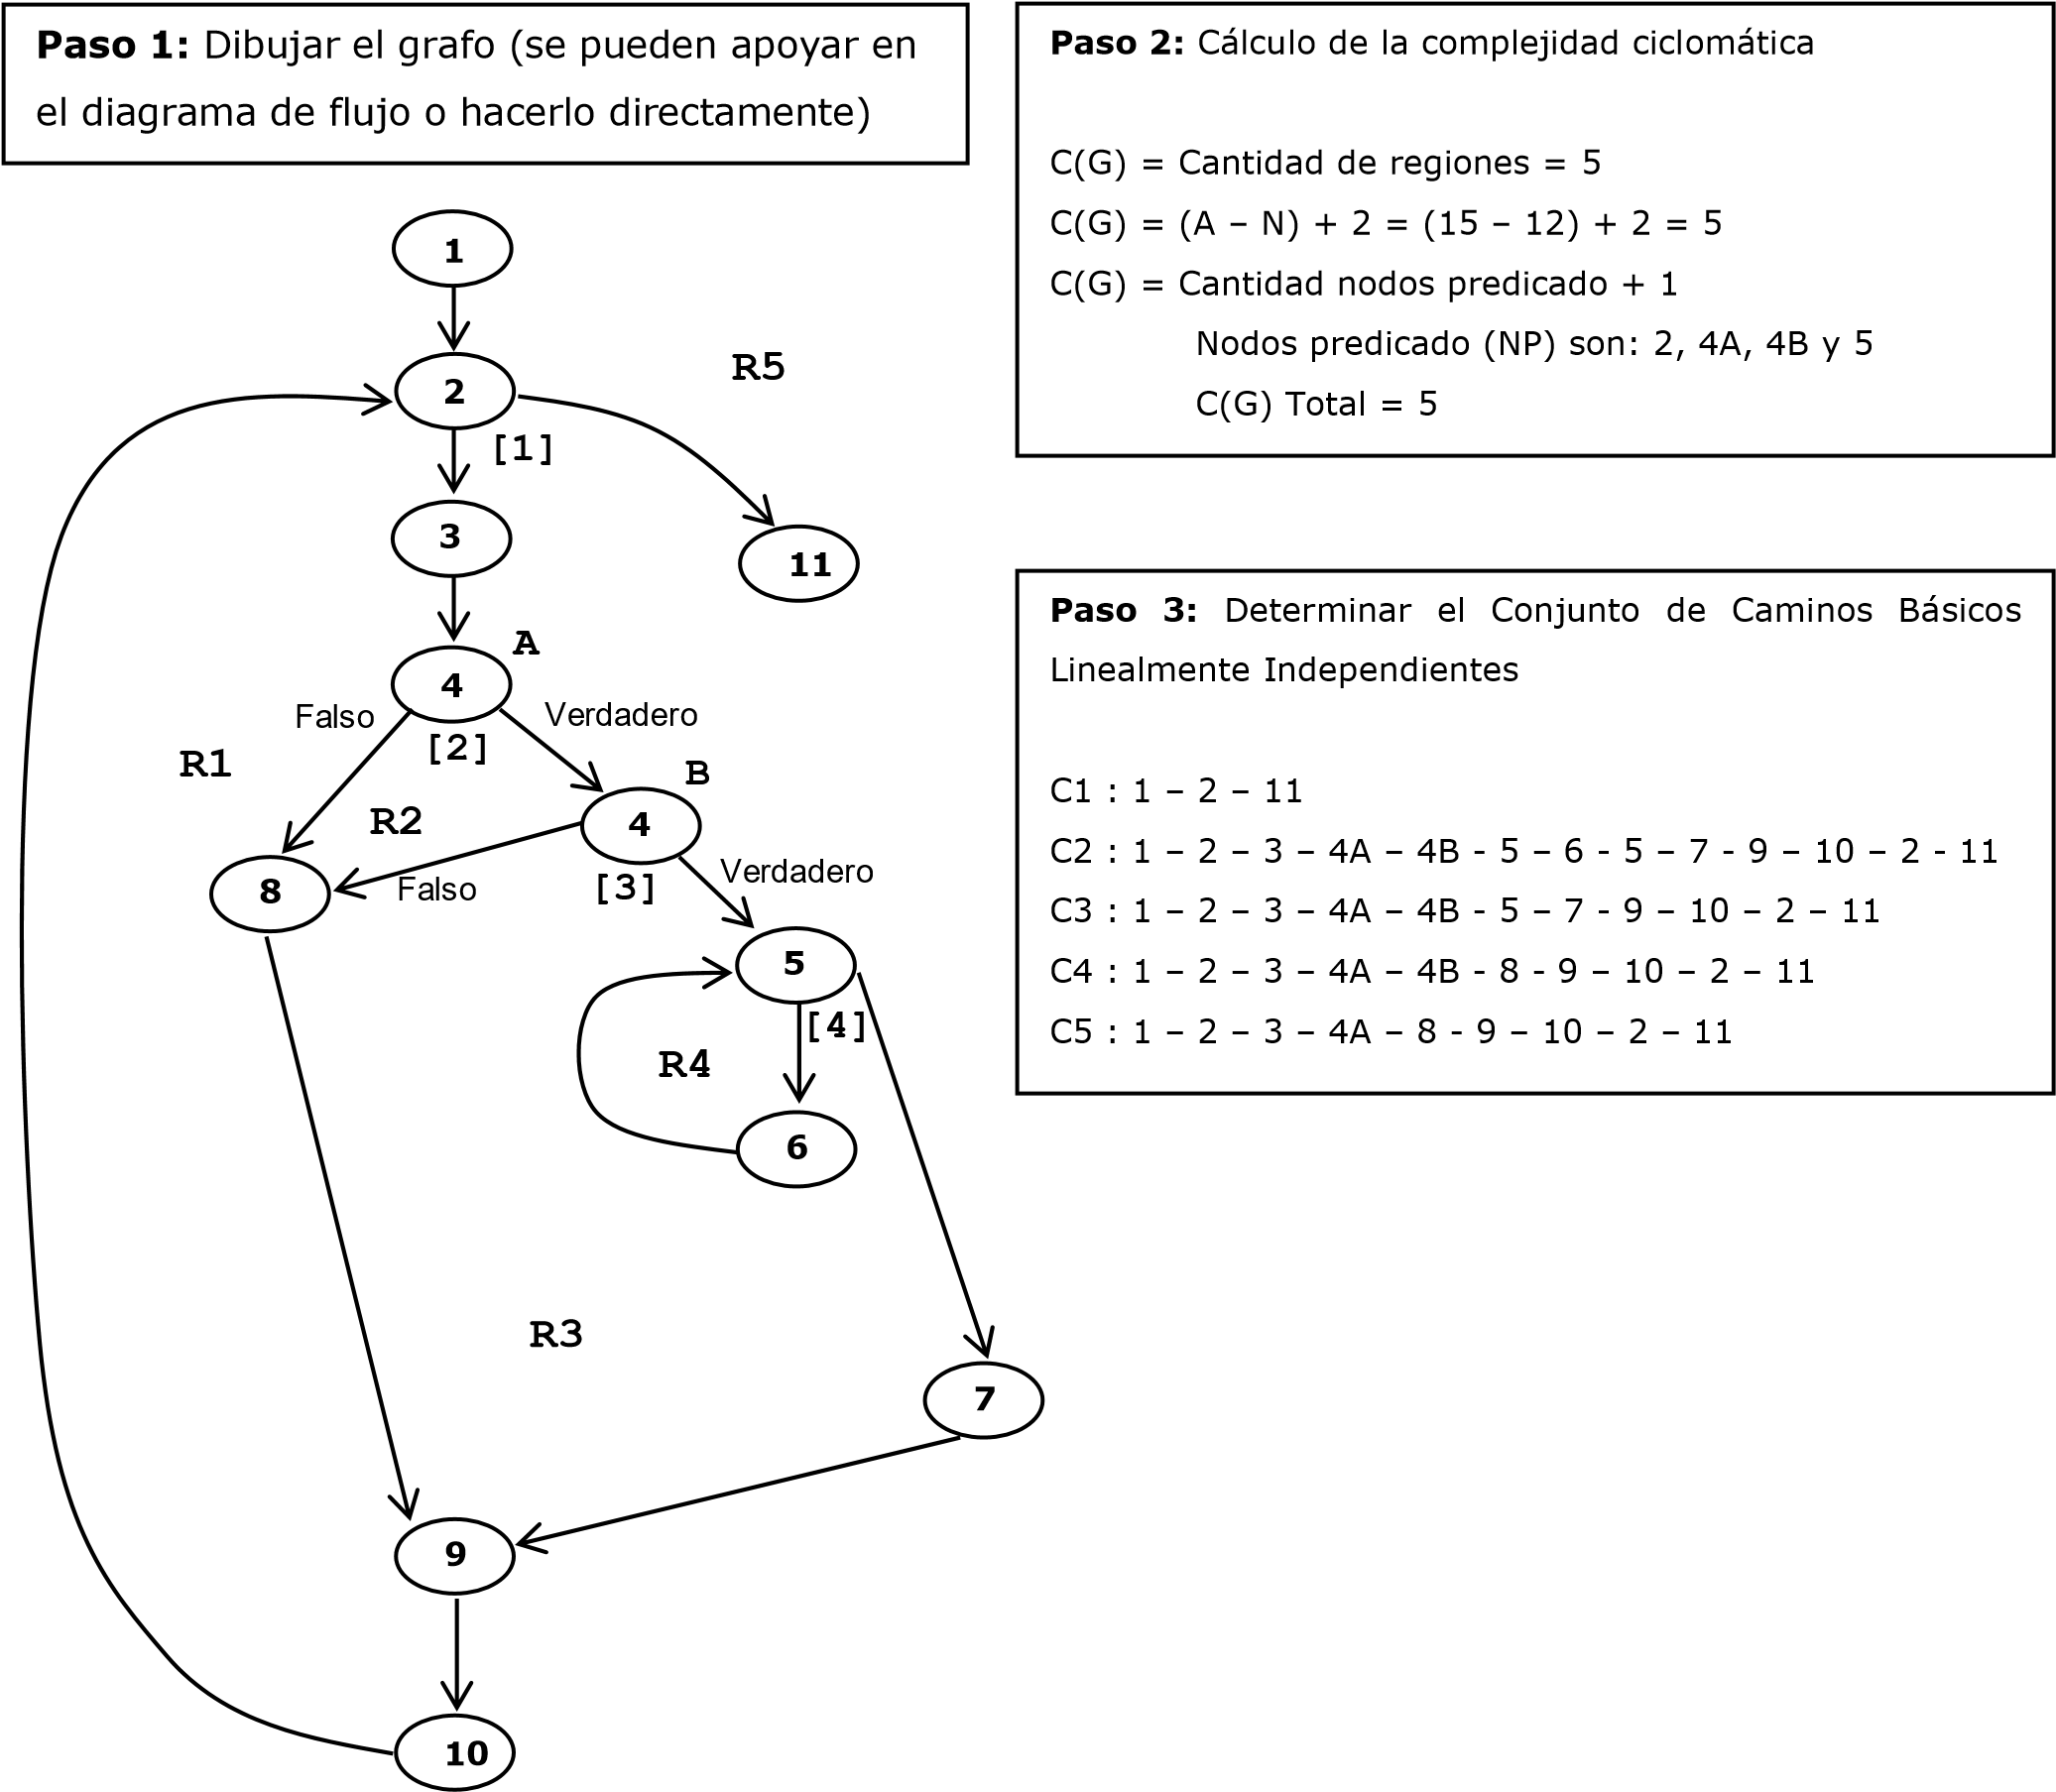 Paso 1: Dibujar el grafo (se pueden apoyar en
el diagrama de flujo o hacerlo directamente)
Paso 2: Cálculo de la complejidad ciclomática
C(G) = Cantidad de regiones = 5
C(G) = (A – N) + 2 = (15 – 12) + 2 = 5
C(G) = Cantidad nodos predicado + 1
Nodos predicado (NP) son: 2, 4A, 4B y 5
C(G) Total = 5
Paso 3: Determinar el Conjunto de Caminos Básicos
Linealmente Independientes
C1 : 1 – 2 – 11
C2 : 1 – 2 – 3 – 4A – 4B - 5 – 6 - 5 – 7 - 9 – 10 – 2 - 11
C3 : 1 – 2 – 3 – 4A – 4B - 5 – 7 - 9 – 10 – 2 – 11
C4 : 1 – 2 – 3 – 4A – 4B - 8 - 9 – 10 – 2 – 11
C5 : 1 – 2 – 3 – 4A – 8 - 9 – 10 – 2 – 11
1
R5
2
[1]
3
11
A
4
Falso
Verdadero
[2]
R1
B
R2
4
8
Falso
[3]
Verdadero
5
[4]
R4
6
R3
7
9
10